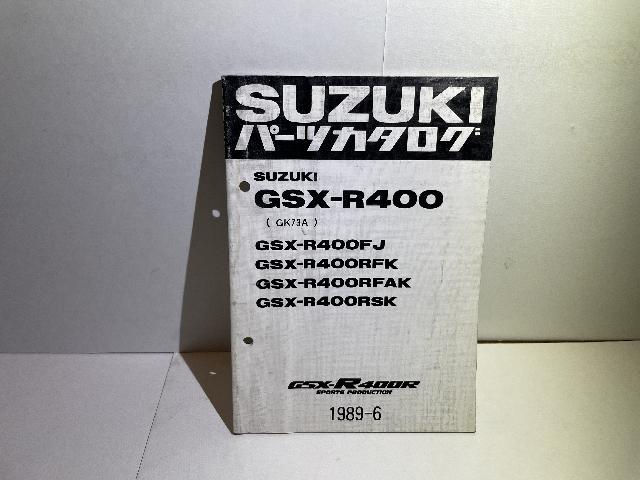 SUZUKI
パーツカタログ
SUZUKI
GSX-R400
( GK73A )
GSX-R400FJ
GSX-R400RFK
GSX-R400RFAK
GSX-R400RSK
GSX-R400R
SPORTS PRODUCTION
1989-6